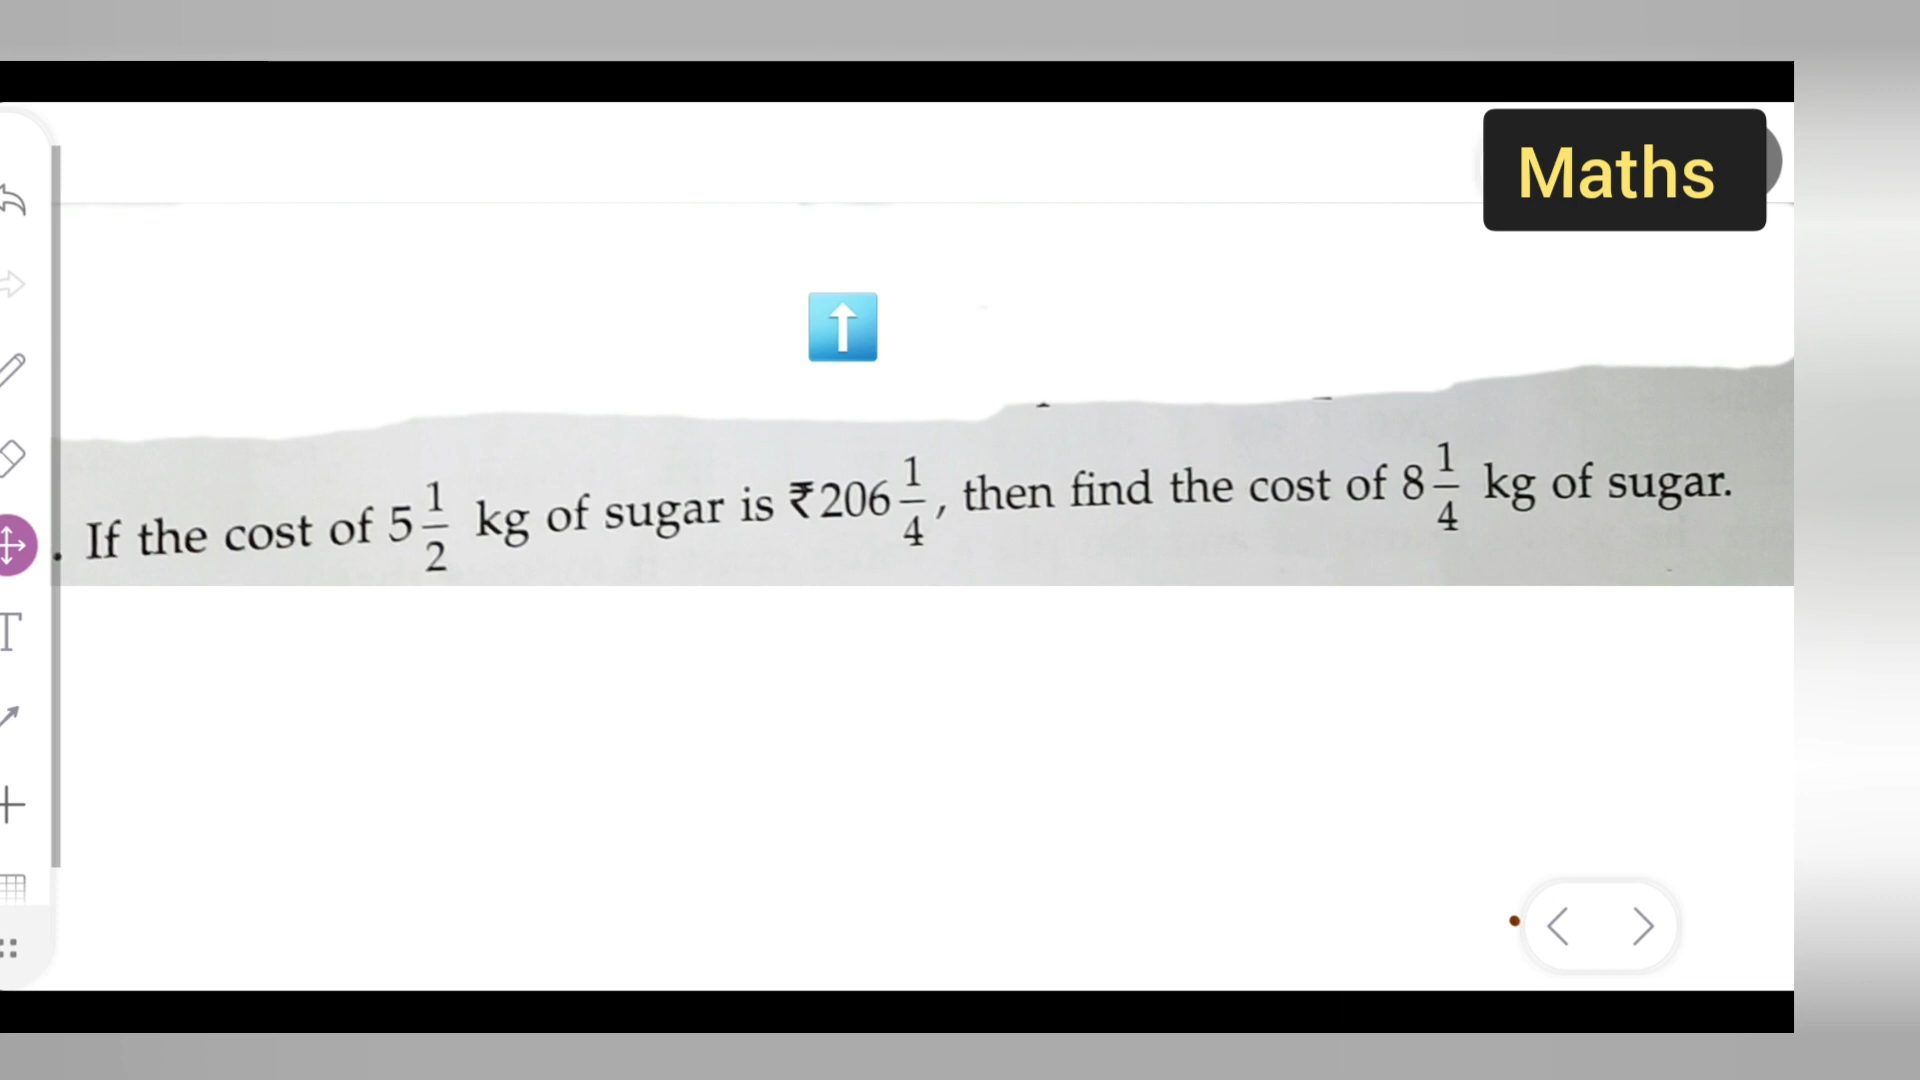 Maths
. If the cost of 5 1/2 kg of sugar is ₹206 1/4, then find the cost of 8 1/4 kg of sugar.